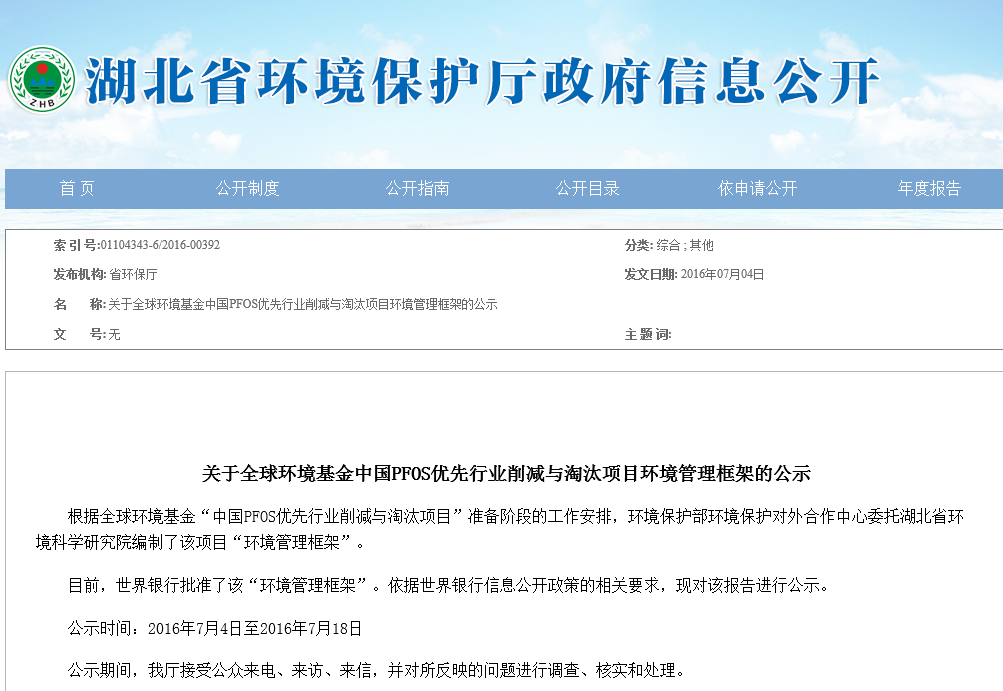 ZHB
湖北省环境保护厅政府信息公开
首 页 公开制度 公开指南 公开目录 依申请公开 年度报告
索 引 号:01104343-6/2016-00392 分类: 综合 ; 其他
发布机构: 省环保厅 发文日期: 2016年07月04日
名 称: 关于全球环境基金中国PFOS优先行业削减与淘汰项目环境管理框架的公示
文 号: 无 主 题 词:
关于全球环境基金中国PFOS优先行业削减与淘汰项目环境管理框架的公示
根据全球环境基金“中国PFOS优先行业削减与淘汰项目”准备阶段的工作安排，环境保护部环境保护对外合作中心委托湖北省环
境科学研究院编制了该项目“环境管理框架”。
目前，世界银行批准了该“环境管理框架”。依据世界银行信息公开政策的相关要求，现对该报告进行公示。
公示时间：2016年7月4日至2016年7月18日
公示期间，我厅接受公众来电、来访、来信，并对所反映的问题进行调查、核实和处理。